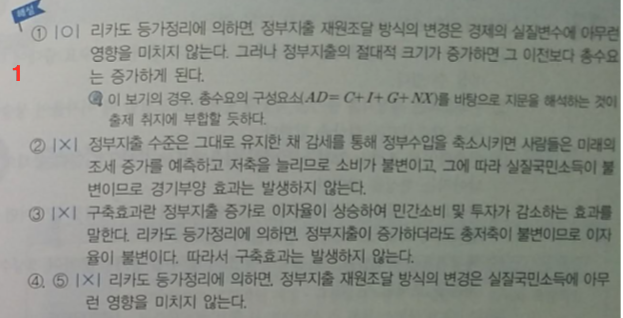 해설
① |O| 리카도 등가정리에 의하면, 정부지출 재원조달 방식의 변경은 경제의 실질변수에 아무런
영향을 미치지 않는다. 그러나 정부지출의 절대적 크기가 증가하면 그 이전보다 총수요
1
는 증가하게 된다.
이 보기의 경우, 총수요의 구성요소(AD= C+I+G+NX)를 바탕으로 지문을 해석하는 것이
출제 취지에 부합할 듯하다.
② |×| 정부지출 수준은 그대로 유지한 채 감세를 통해 정부수입을 축소시키면 사람들은 미래의
조세 증가를 예측하고 저축을 늘리므로 소비가 불변이고, 그에 따라 실질국민소득이 불
변이므로 경기부양 효과는 발생하지 않는다.
③ |×| 구축효과란 정부지출 증가로 이자율이 상승하여 민간소비 및 투자가 감소하는 효과를
말한다. 리카도 등가정리에 의하면, 정부지출이 증가하더라도 총저축이 불변이므로 이자
율이 불변이다. 따라서 구축효과는 발생하지 않는다.
④, ⑤ |×| 리카도 등가정리에 의하면, 정부지출 재원조달 방식의 변경은 실질국민소득에 아무
런 영향을 미치지 않는다.